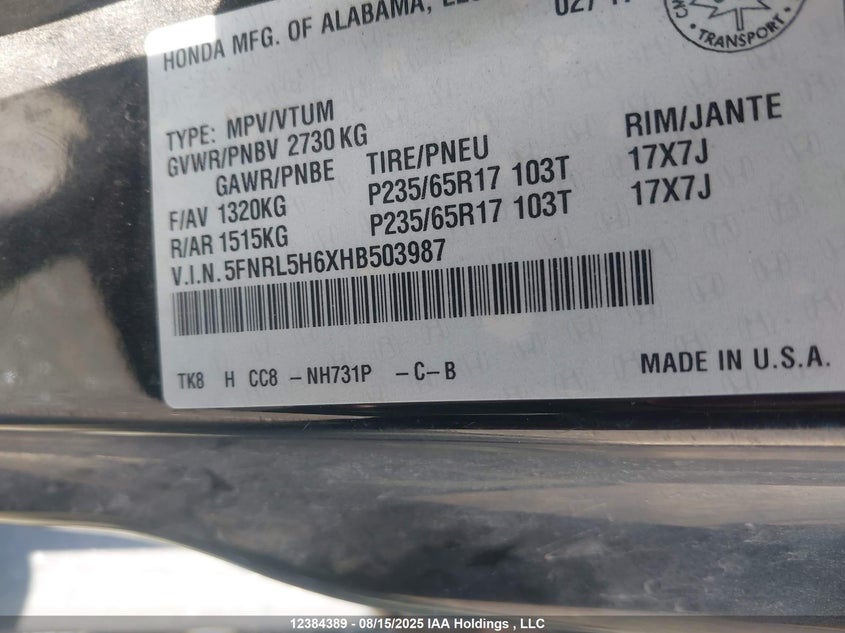 HONDA MFG. OF ALABAMA,
TRANSPORT
TYPE: MPV/VTUM
GVWR/PNBV 2730 KG
GAWR/PNBE TIRE/PNEU RIM/JANTE
F/AV 1320KG P235/65R17 103T 17X7J
R/AR 1515KG P235/65R17 103T 17X7J
V.I.N. 5FNRL5H6XHB503987
TK8 H CC8 -NH731P -C-B MADE IN U.S.A.
12384389 - 08/15/2025 IAA Holdings , LLC